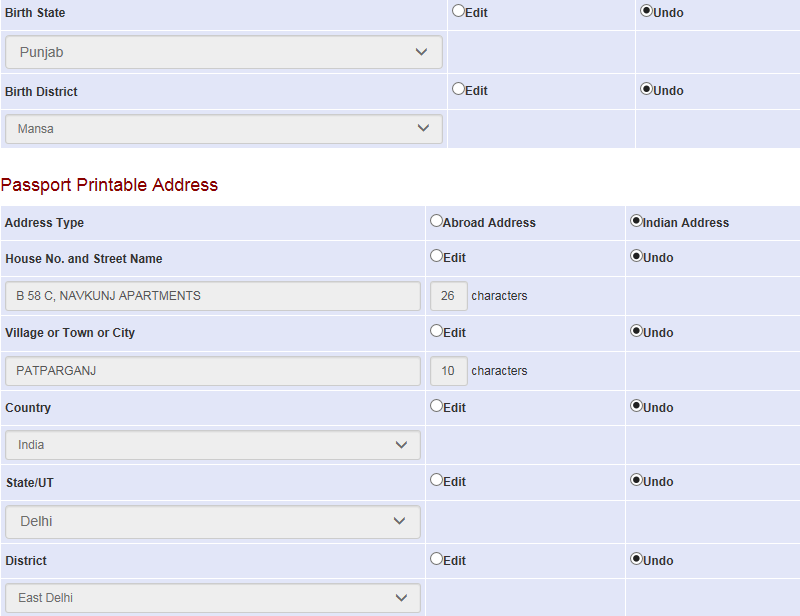 Birth State Edit Undo
Punjab
Birth District Edit Undo
Mansa
Passport Printable Address
Address Type Abroad Address Indian Address
House No. and Street Name Edit Undo
B 58 C, NAVKUNJ APARTMENTS 26 characters
Village or Town or City Edit Undo
PATPARGANJ 10 characters
Country Edit Undo
India
State/UT Edit Undo
Delhi
District Edit Undo
East Delhi